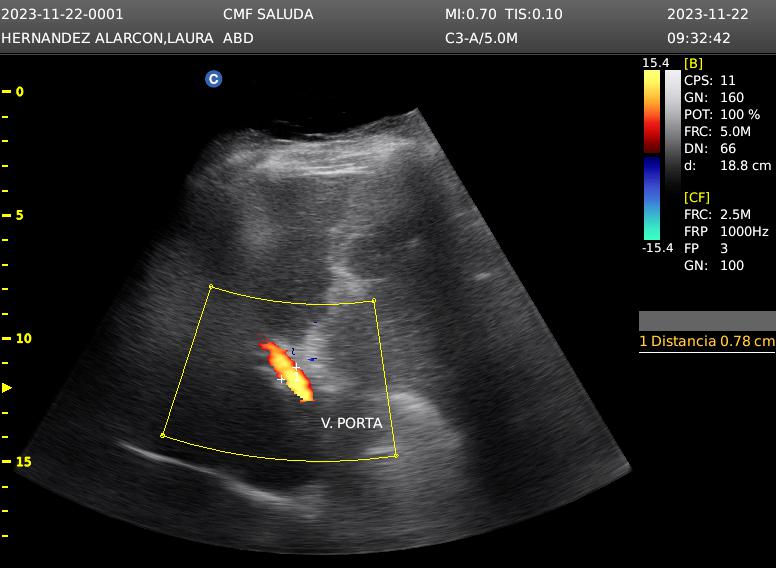 2023-11-22-0001 CMF SALUDA MI:0.70 TIS:0.10 2023-11-22
HERNANDEZ ALARCON,LAURA ABD C3-A/5.0M 09:32:42
C
15.4 [B]
CPS: 11
GN: 160
POT: 100 %
FRC: 5.0M
DN: 66
d: 18.8 cm
[CF]
FRC: 2.5M
FRP 1000Hz
-15.4 FP 3
GN: 100
0
5
10
15
1 Distancia 0.78 cm
V. PORTA